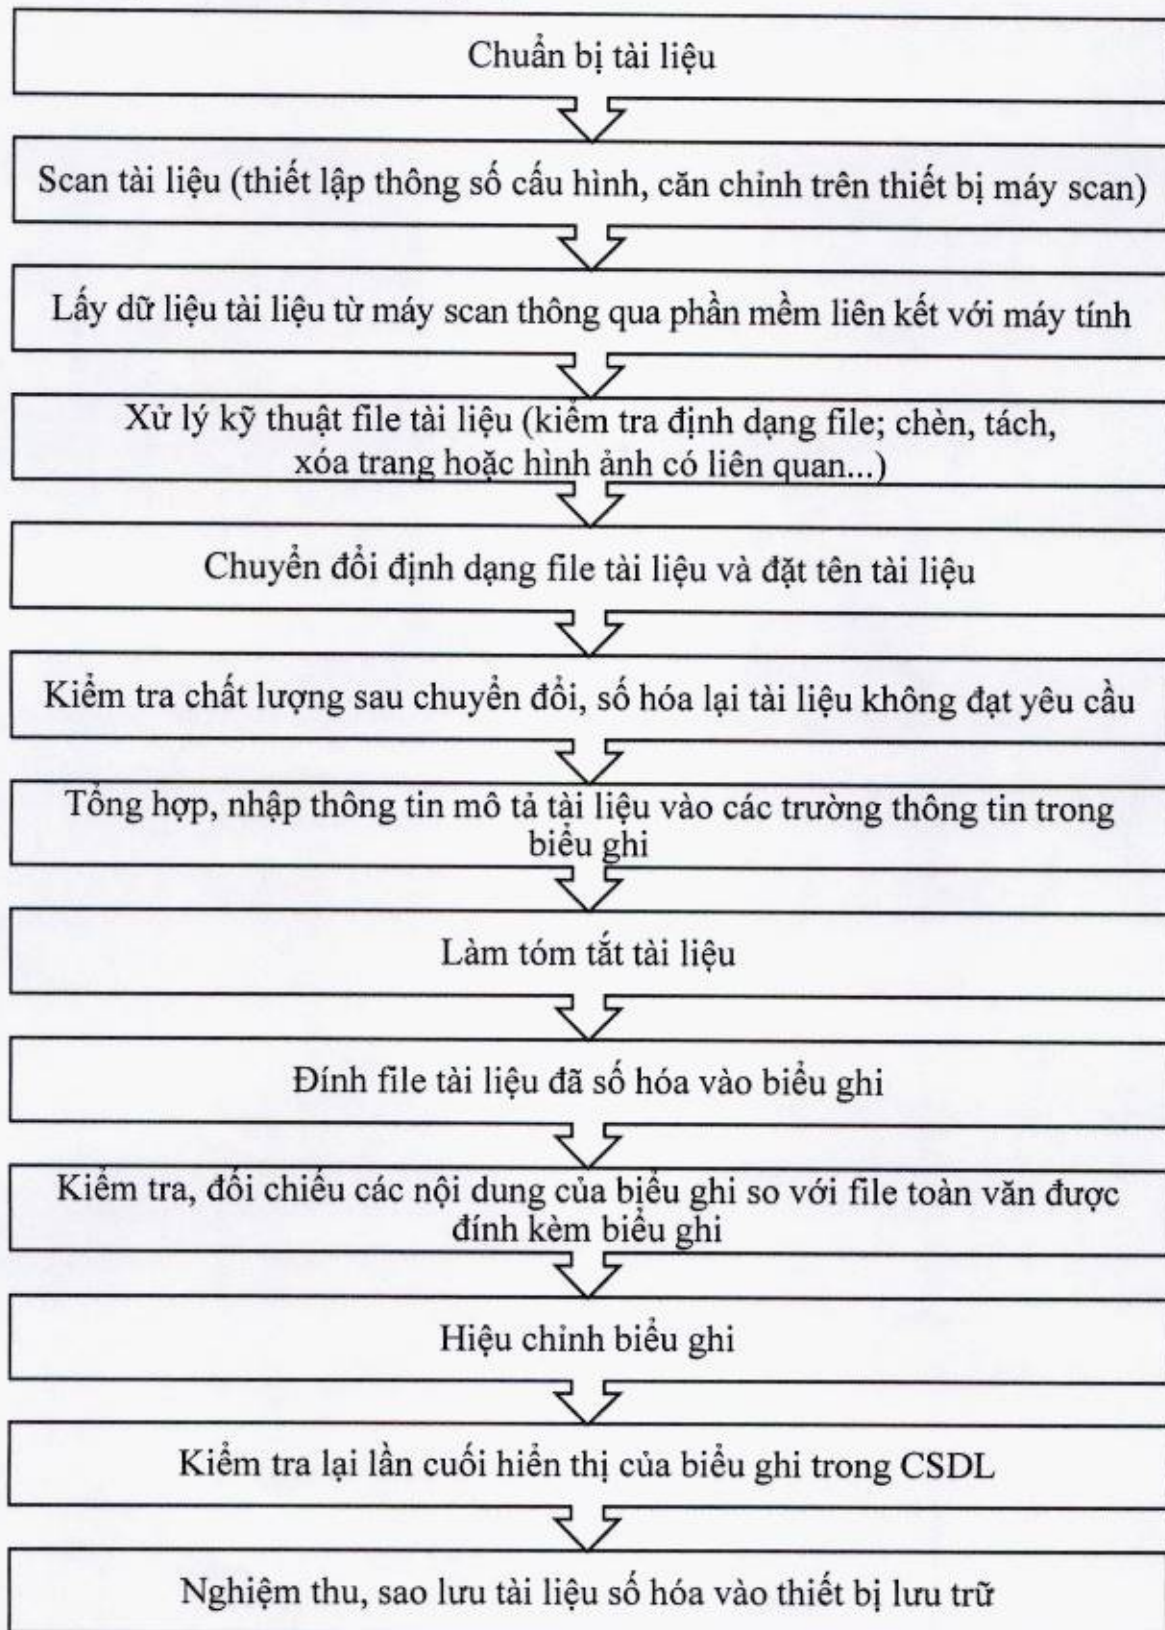 Chuẩn bị tài liệu
Scan tài liệu (thiết lập thông số cấu hình, căn chỉnh trên thiết bị máy scan)
Lấy dữ liệu tài liệu từ máy scan thông qua phần mềm liên kết với máy tính
Xử lý kỹ thuật file tài liệu (kiểm tra định dạng file; chèn, tách,
xóa trang hoặc hình ảnh có liên quan...)
Chuyển đổi định dạng file tài liệu và đặt tên tài liệu
Kiểm tra chất lượng sau chuyển đổi, số hóa lại tài liệu không đạt yêu cầu
Tổng hợp, nhập thông tin mô tả tài liệu vào các trường thông tin trong
biểu ghi
Làm tóm tắt tài liệu
Đính file tài liệu đã số hóa vào biểu ghi
Kiểm tra, đối chiếu các nội dung của biểu ghi so với file toàn văn được
đính kèm biểu ghi
Hiệu chỉnh biểu ghi
Kiểm tra lại lần cuối hiển thị của biểu ghi trong CSDL
Nghiệm thu, sao lưu tài liệu số hóa vào thiết bị lưu trữ